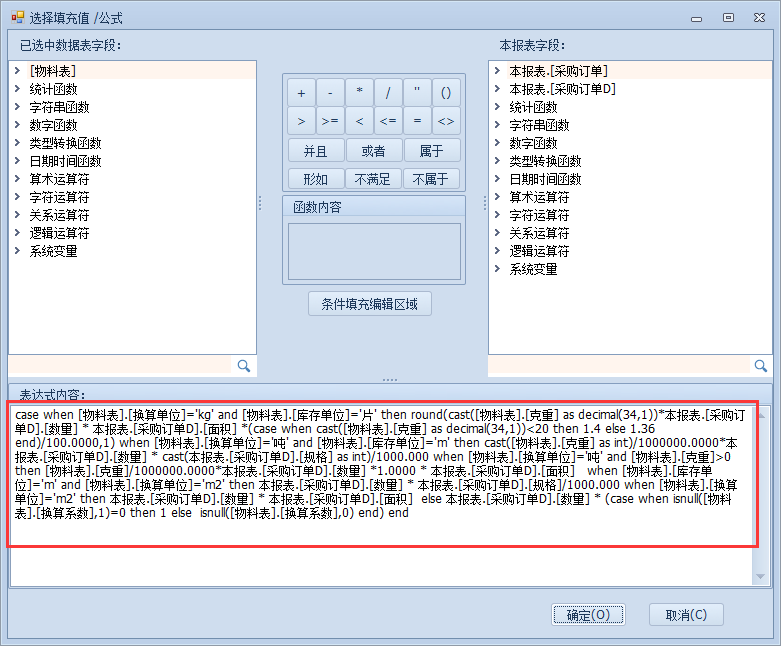 选择填充值 /公式
已选中数据表字段：
[物料表]
统计函数
字符串函数
数字函数
类型转换函数
日期时间函数
算术运算符
字符运算符
关系运算符
逻辑运算符
系统变量
+ - * / '' ()
> >= < <= = <>
并且 或者 属于
形如 不满足 不属于
函数内容
条件填充编辑区域
本报表字段：
本报表.[采购订单]
本报表.[采购订单D]
统计函数
字符串函数
数字函数
类型转换函数
日期时间函数
算术运算符
字符运算符
关系运算符
逻辑运算符
系统变量
表达式内容：
case when [物料表].[换算单位]='kg' and [物料表].[库存单位]='片' then round(cast([物料表].[克重] as decimal(34,1))*本报表.[采购订
单D].[数量] * 本报表.[采购订单D].[面积] *(case when cast([物料表].[克重] as decimal(34,1))<20 then 1.4 else 1.36
end)/100.0000,1) when [物料表].[换算单位]='吨' and [物料表].[库存单位]='m' then cast([物料表].[克重] as int)/1000000.0000*本
报表.[采购订单D].[数量] * cast(本报表.[采购订单D].[规格] as int)/1000.000 when [物料表].[换算单位]='吨' and [物料表].[克重]>0
then [物料表].[克重]/1000000.0000*本报表.[采购订单D].[数量] *1.0000 * 本报表.[采购订单D].[面积]   when [物料表].[库存单
位]='m' and [物料表].[换算单位]='m2' then 本报表.[采购订单D].[数量] * 本报表.[采购订单D].[规格]/1000.000 when [物料表].[换算
单位]='m2' then 本报表.[采购订单D].[数量] * 本报表.[采购订单D].[面积]  else 本报表.[采购订单D].[数量] * (case when isnull([物料
表].[换算系数],1)=0 then 1 else  isnull([物料表].[换算系数],0) end) end
确定(O) 取消(C)